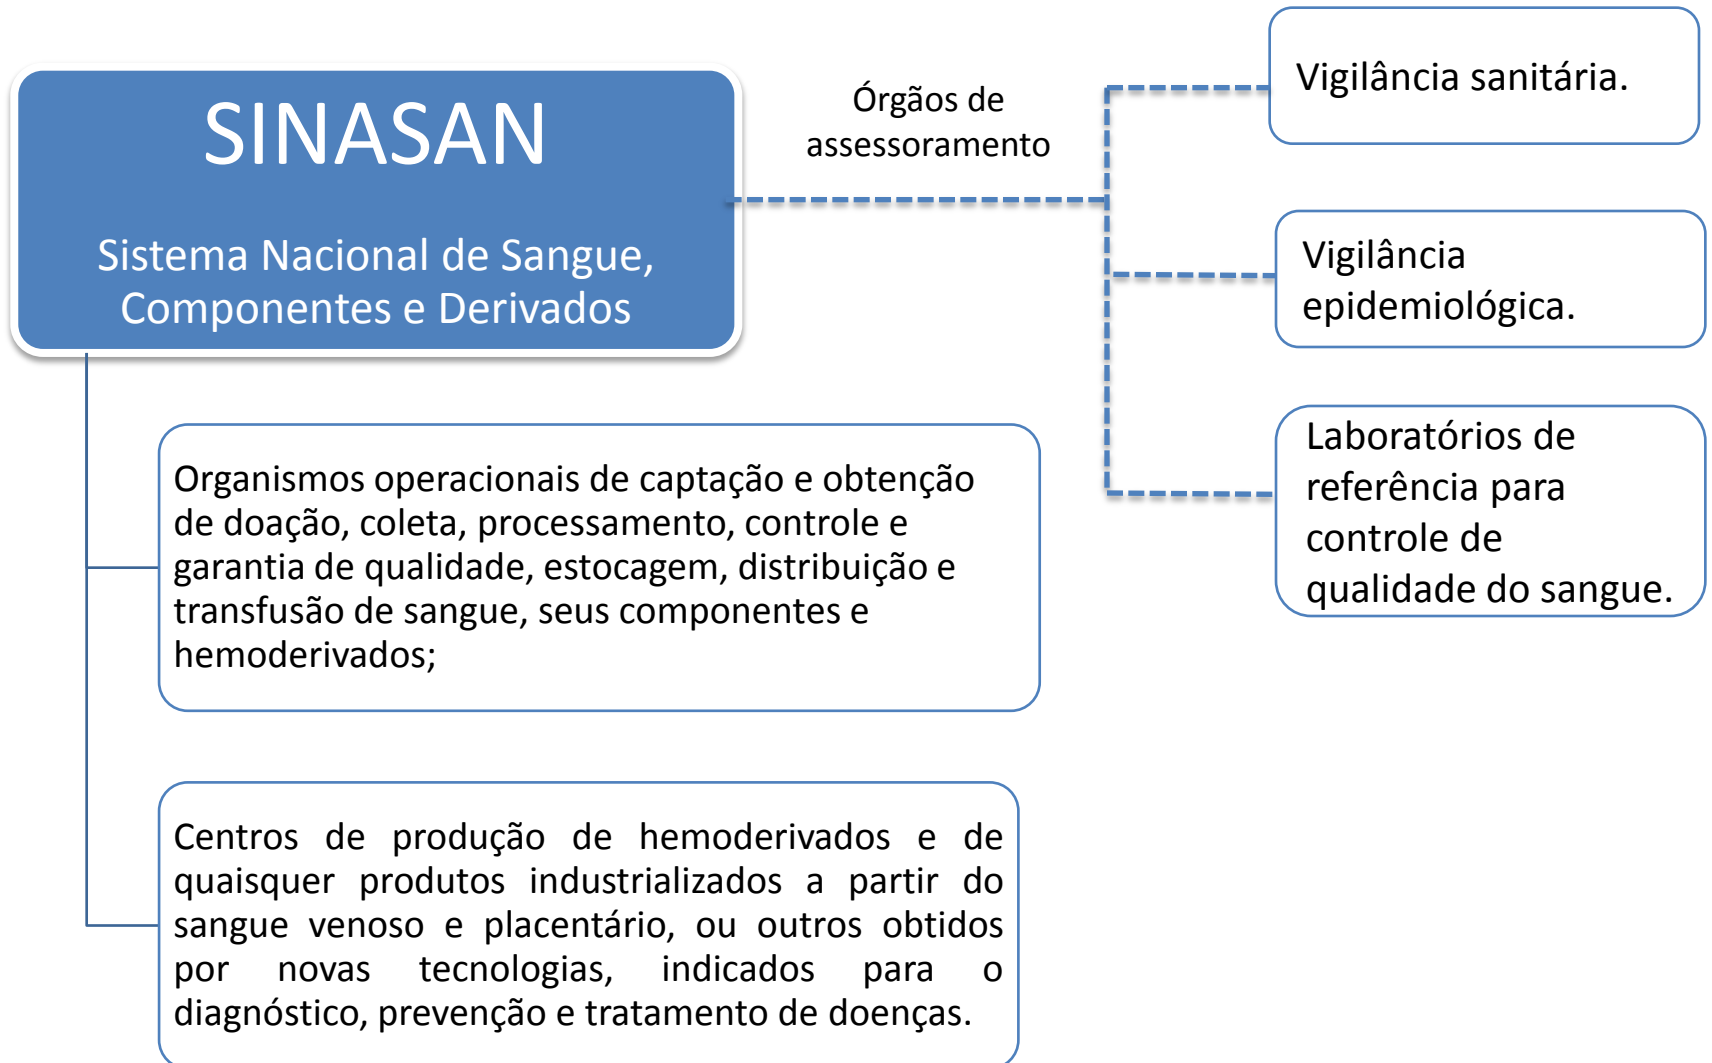 SINASAN
Sistema Nacional de Sangue,
Componentes e Derivados
Órgãos de
assessoramento
Vigilância sanitária.
Vigilância
epidemiológica.
Laboratórios de
referência para
controle de
qualidade do sangue.
Organismos operacionais de captação e obtenção
de doação, coleta, processamento, controle e
garantia de qualidade, estocagem, distribuição e
transfusão de sangue, seus componentes e
hemoderivados;
Centros de produção de hemoderivados e de
quaisquer produtos industrializados a partir do
sangue venoso e placentário, ou outros obtidos
por novas tecnologias, indicados para o
diagnóstico, prevenção e tratamento de doenças.